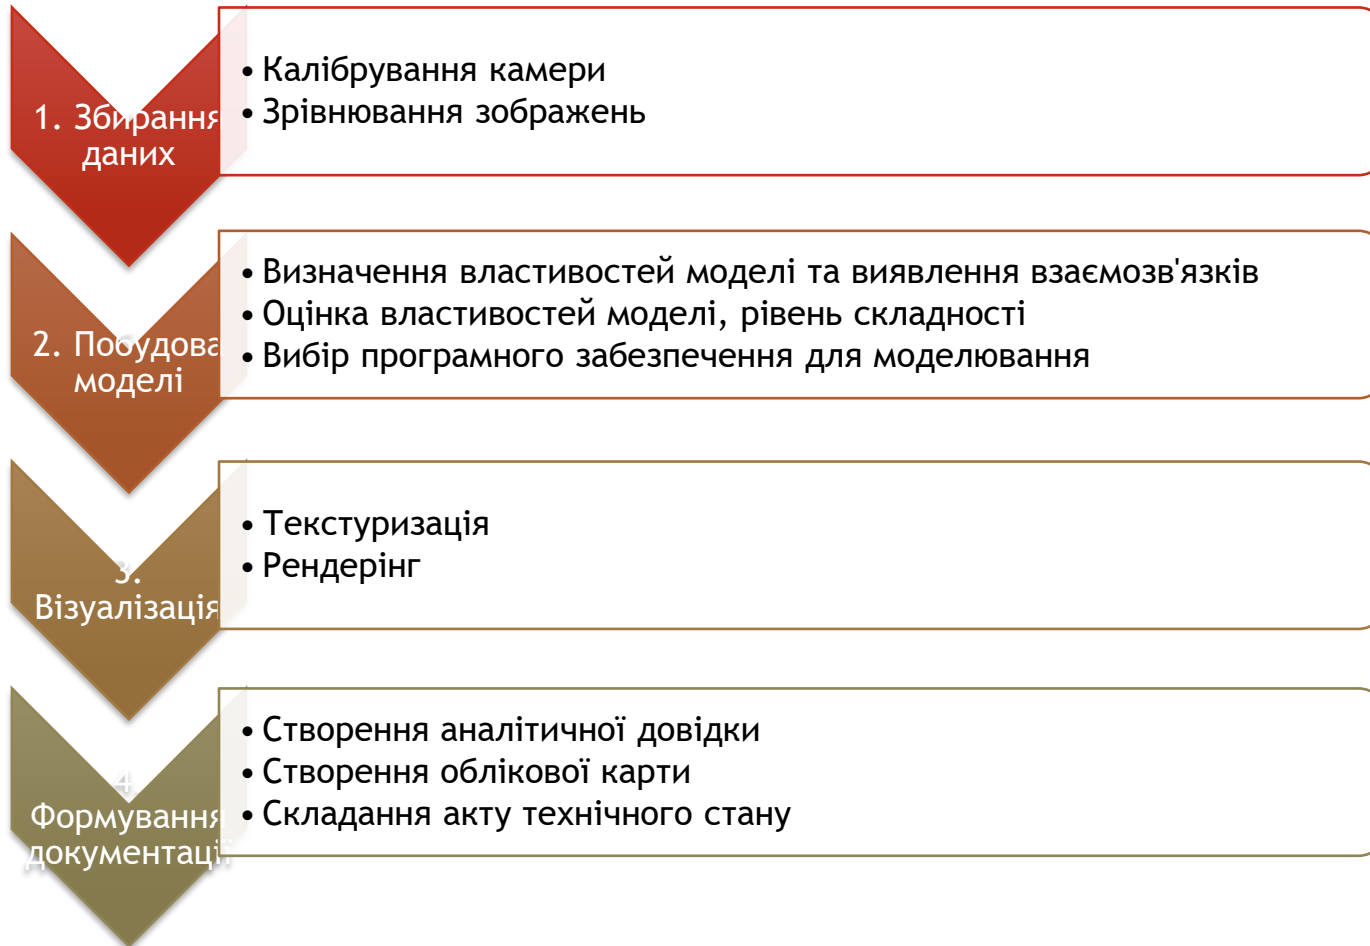 1. Збирання
даних
• Калібрування камери
• Зрівнювання зображень
2. Побудова
моделі
• Визначення властивостей моделі та виявлення взаємозв'язків
• Оцінка властивостей моделі, рівень складності
• Вибір програмного забезпечення для моделювання
3.
Візуалізація
• Текстуризація
• Рендерінг
4.
Формування
документації
• Створення аналітичної довідки
• Створення облікової карти
• Складання акту технічного стану